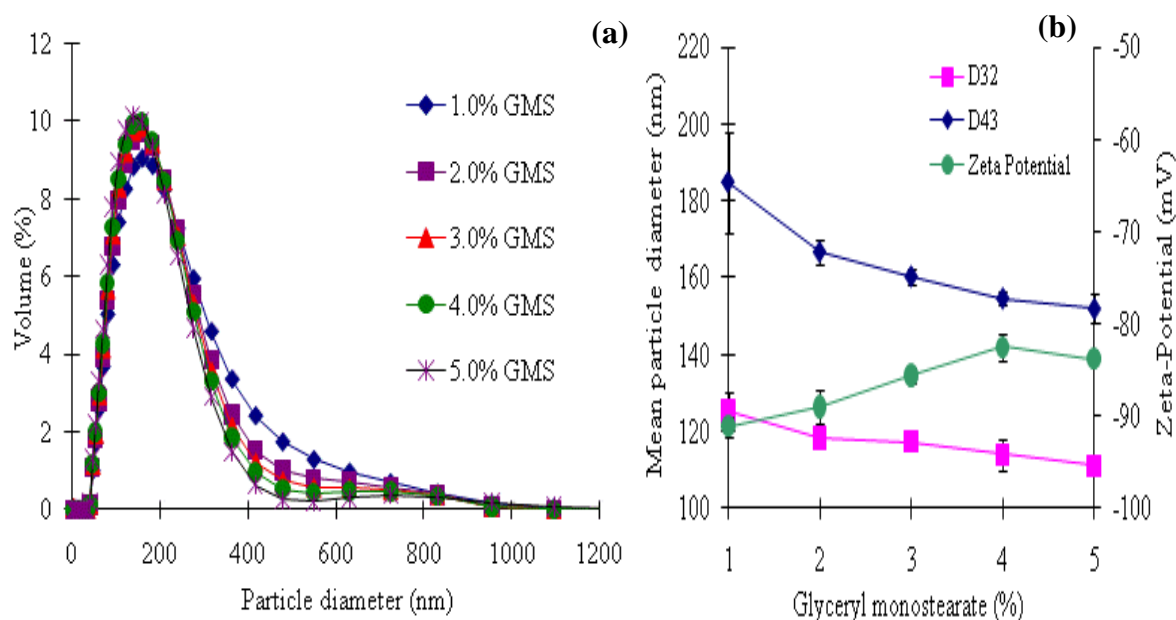 (a)
12
10
8
6
4
2
0
Volume (%)
0 200 400 600 800 1000 1200
Particle diameter (nm)
1.0% GMS
2.0% GMS
3.0% GMS
4.0% GMS
5.0% GMS
(b)
220
200
180
160
140
120
100
Mean particle diameter (nm)
D32
D43
Zeta Potential
-50
-60
-70
-80
-90
-100
Zeta-Potential (mV)
1 2 3 4 5
Glyceryl monostearate (%)